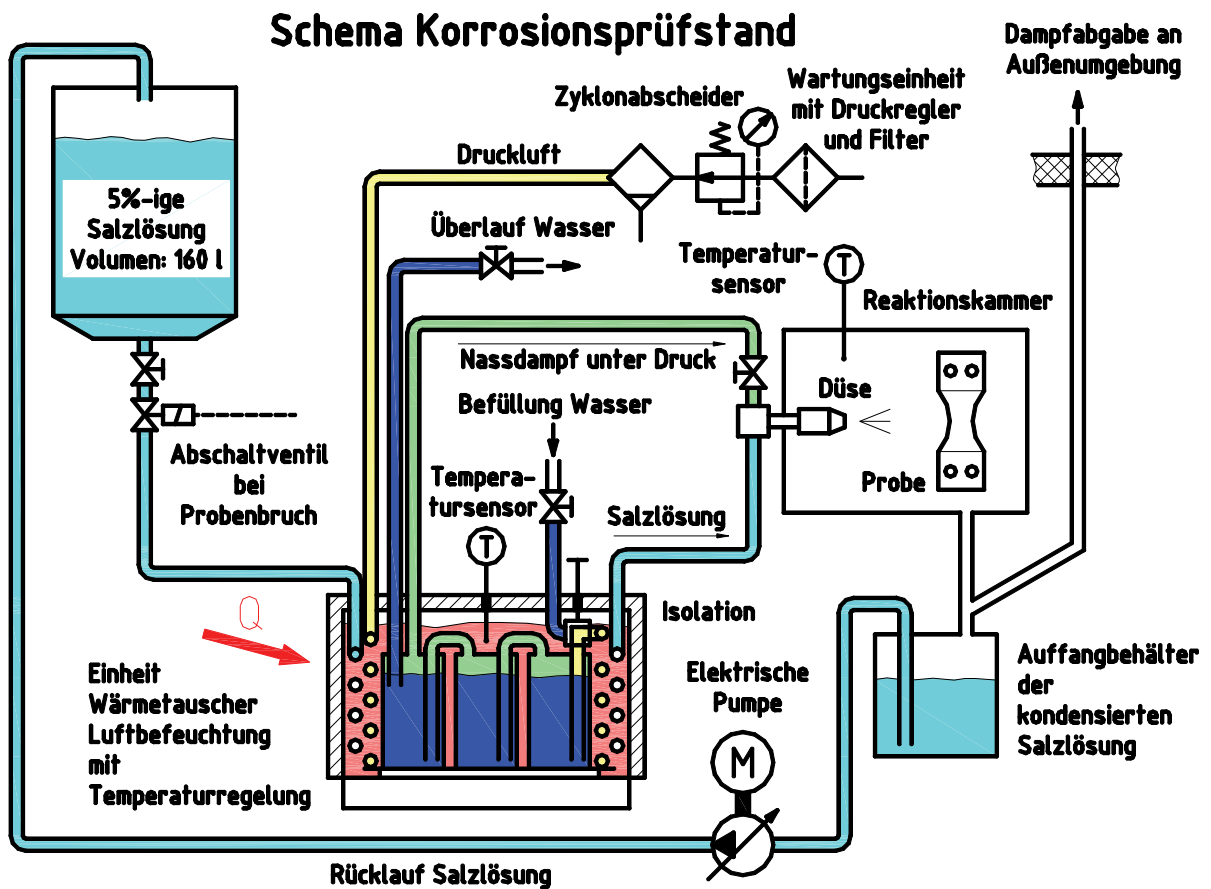 Schema Korrosionsprüfstand
Dampfabgabe an
Außenumgebung
Zyklonabscheider
Wartungseinheit
mit Druckregler
und Filter
Druckluft
5%-ige
Salzlösung
Volumen: 160 l
Überlauf Wasser
Temperatur-
sensor
T
Reaktionskammer
Nassdampf unter Druck
Befüllung Wasser
Düse
Probe
Abschaltventil
bei
Probenbruch
Tempera-
tursensor
T
Salzlösung
Q
Isolation
Einheit
Wärmetauscher
Luftbefeuchtung
mit
Temperaturregelung
Elektrische
Pumpe
M
Auffangbehälter
der
kondensierten
Salzlösung
Rücklauf Salzlösung